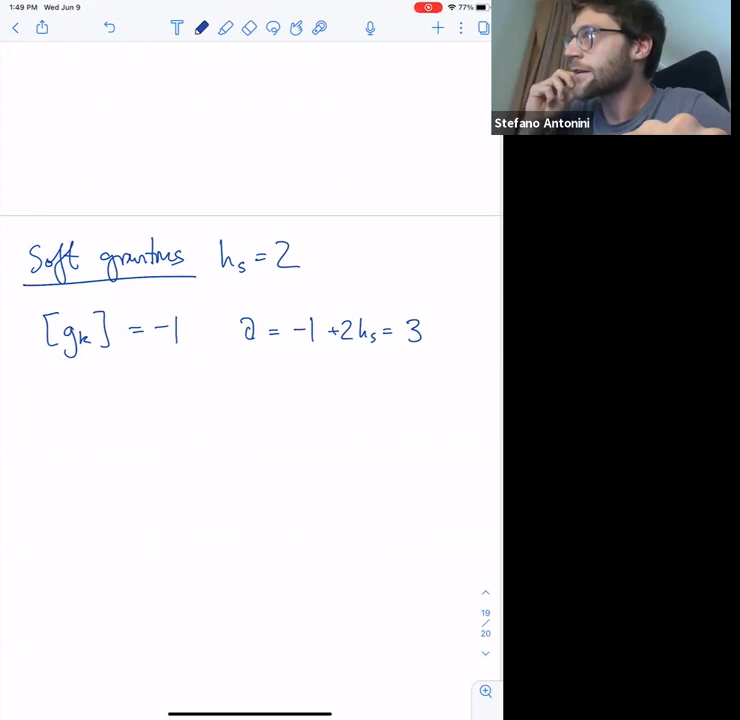 1:49 PM Wed Jun 9
77%
T
Stefano Antonini
Soft gravitons h_s = 2
[g_k] = -1 ∂ = -1 + 2h_s = 3
19
/
20